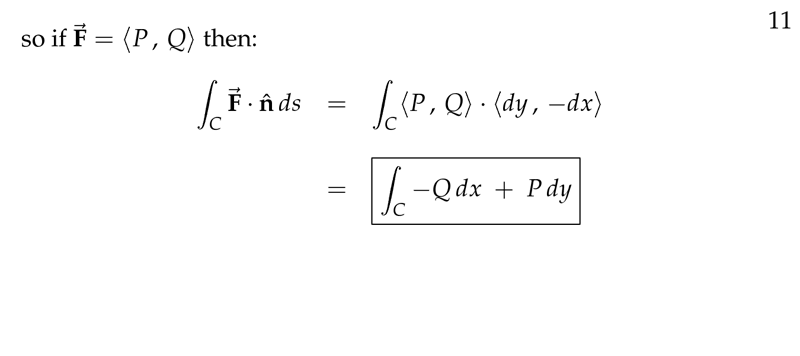 11
so if F⃗ = ⟨P , Q⟩ then:
∫_C F⃗ · n̂ ds = ∫_C ⟨P , Q⟩ · ⟨dy , −dx⟩
= ∫_C −Q dx + P dy